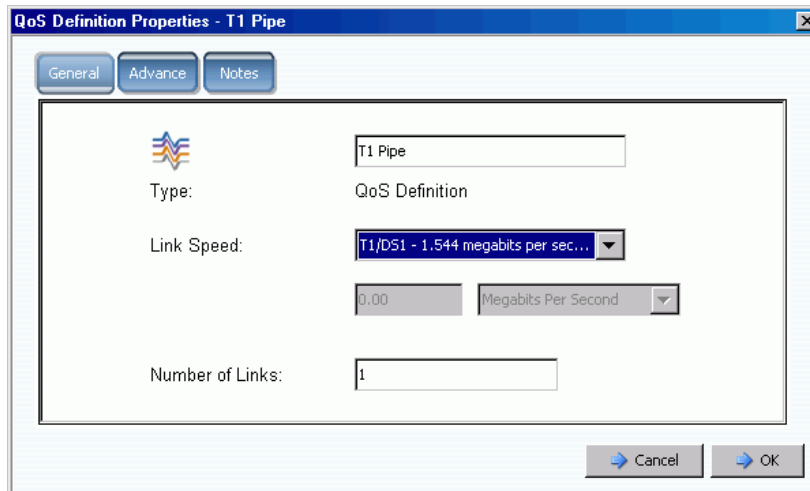 QoS Definition Properties - T1 Pipe
General Advance Notes
T1 Pipe
Type: QoS Definition
Link Speed: T1/DS1 - 1.544 megabits per sec...
0.00 Megabits Per Second
Number of Links: 1
Cancel OK